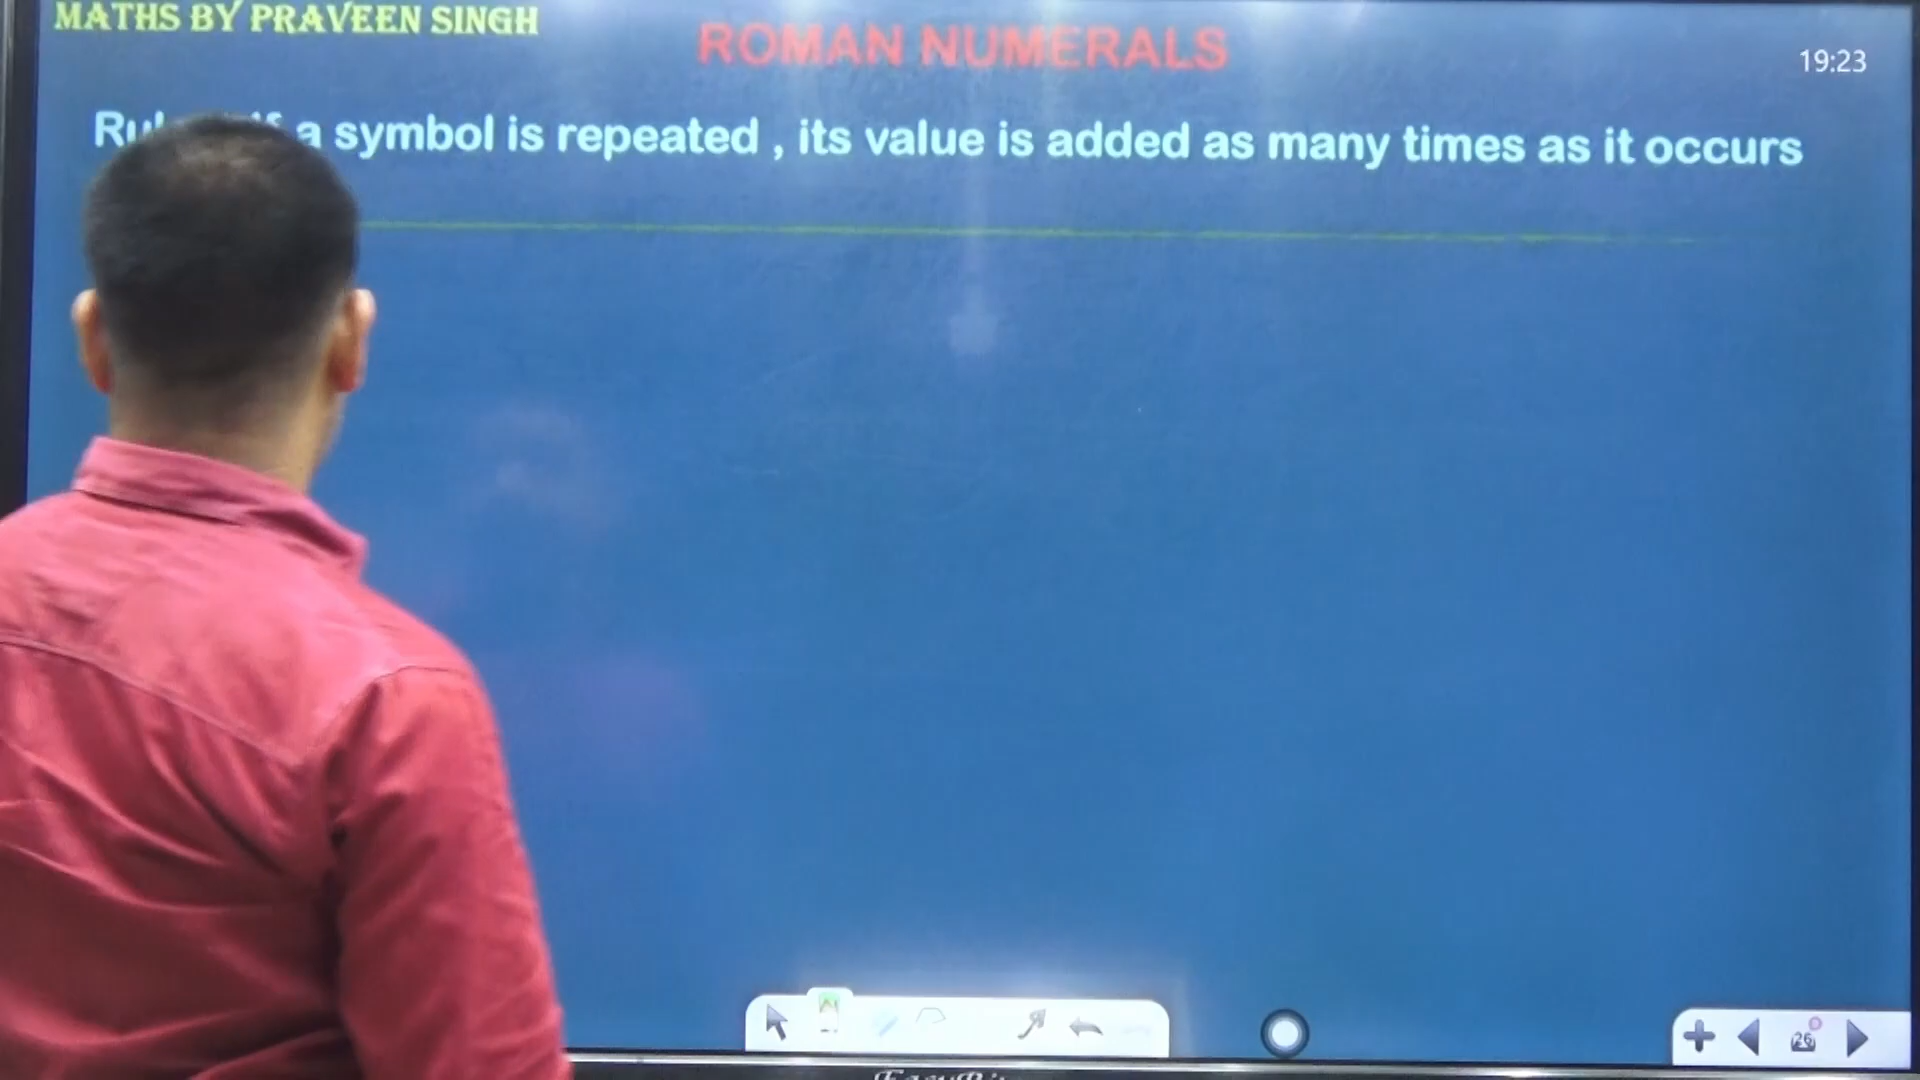 MATHS BY PRAVEEN SINGH
ROMAN NUMERALS
19:23
a symbol is repeated , its value is added as many times as it occurs
26